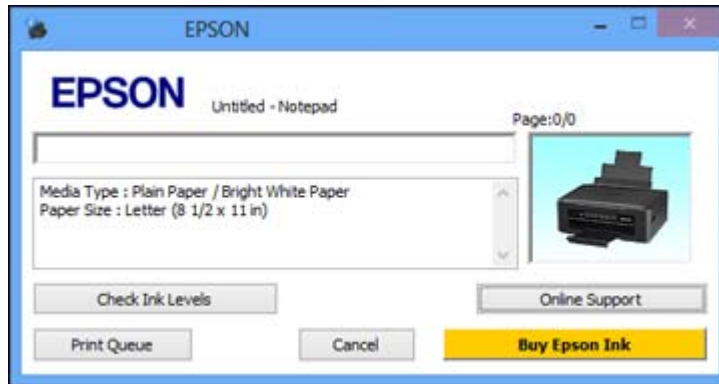 EPSON
EPSON
Untitled - Notepad
Page:0/0
Media Type : Plain Paper / Bright White Paper
Paper Size : Letter (8 1/2 x 11 in)
Check Ink Levels
Online Support
Print Queue
Cancel
Buy Epson Ink